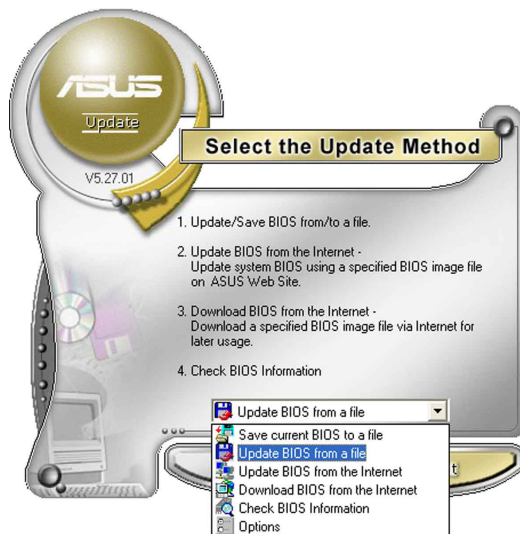 ASUS
Update
V5.27.01
Select the Update Method
1. Update/Save BIOS from/to a file.
2. Update BIOS from the Internet -
Update system BIOS using a specified BIOS image file
on ASUS Web Site.
3. Download BIOS from the Internet -
Download a specified BIOS image file via Internet for
later usage.
4. Check BIOS Information
Update BIOS from a file
Save current BIOS to a file
Update BIOS from a file
Update BIOS from the Internet
Download BIOS from the Internet
Check BIOS Information
Options